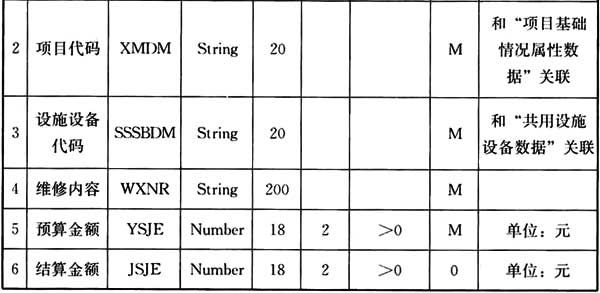 2 项目代码 XMDM String 20 M 和“项目基础
情况属性数
据”关联
3 设施设备
代码 SSSBDM String 20 M 和“共用设施
设备数据”关联
4 维修内容 WXNR String 200 M
5 预算金额 YSJE Number 18 2 >0 M 单位：元
6 结算金额 JSJE Number 18 2 >0 0 单位：元